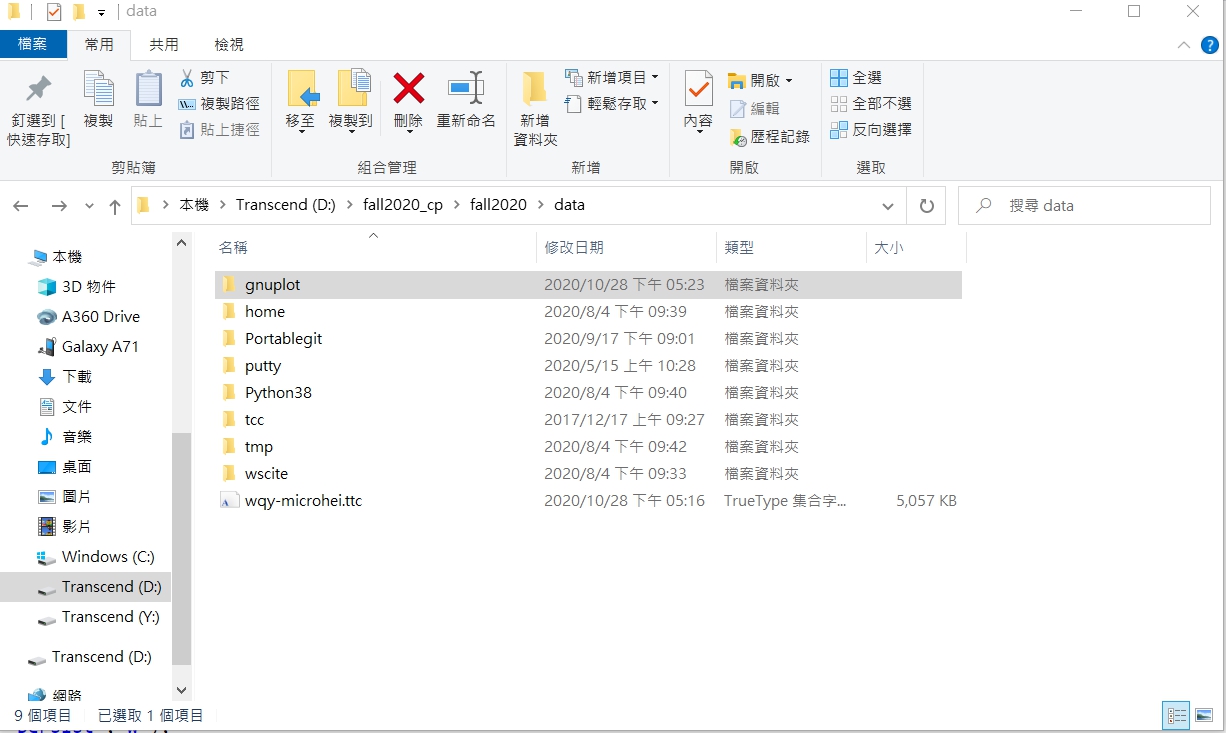 data
檔案 常用 共用 檢視
釘選到 [
快速存取]
複製
貼上
剪下
複製路徑
貼上捷徑
剪貼簿
移至
複製到
刪除
重新命名
組合管理
新增
資料夾
新增項目
輕鬆存取
新增
內容
開啟
編輯
歷程記錄
開啟
全選
全部不選
反向選擇
選取
本機 > Transcend (D:) > fall2020_cp > fall2020 > data
搜尋 data
本機
3D 物件
A360 Drive
Galaxy A71
下載
文件
音樂
桌面
圖片
影片
Windows (C:)
Transcend (D:)
Transcend (Y:)
Transcend (D:)
網路
名稱 修改日期 類型 大小
gnuplot 2020/10/28 下午 05:23 檔案資料夾
home 2020/8/4 下午 09:39 檔案資料夾
Portablegit 2020/9/17 下午 09:01 檔案資料夾
putty 2020/5/15 上午 10:28 檔案資料夾
Python38 2020/8/4 下午 09:40 檔案資料夾
tcc 2017/12/17 上午 09:27 檔案資料夾
tmp 2020/8/4 下午 09:42 檔案資料夾
wscite 2020/8/4 下午 09:33 檔案資料夾
wqy-microhei.ttc 2020/10/28 下午 05:16 TrueType 集合字... 5,057 KB
9 個項目 已選取 1 個項目